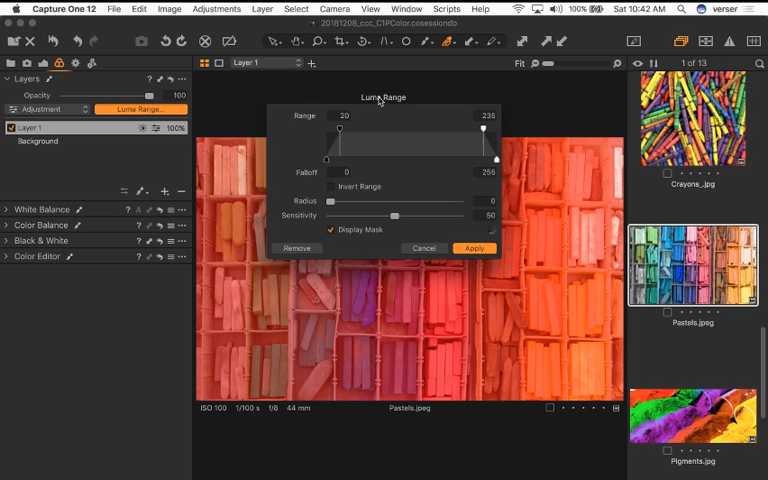 Capture One 12 File Edit View Image Adjustments Layer Select Camera Window Scripts Help 100% Sat 10:42 AM verser
20181208_ccc_C1PColor.cosessiondb
Layer 1 Fit 1 of 13
Layers
Opacity 100
Adjustment Luma Range...
Layer 1 100%
Background
White Balance
Color Balance
Black & White
Color Editor
Luma Range
Range 20 235
Falloff 0 255
Invert Range
Radius 0
Sensitivity 50
Display Mask
Remove Cancel Apply
ISO 100 1/100 s f/8 44 mm Pastels.jpeg
Crayons_.jpg
Pastels.jpeg
Pigments.jpeg